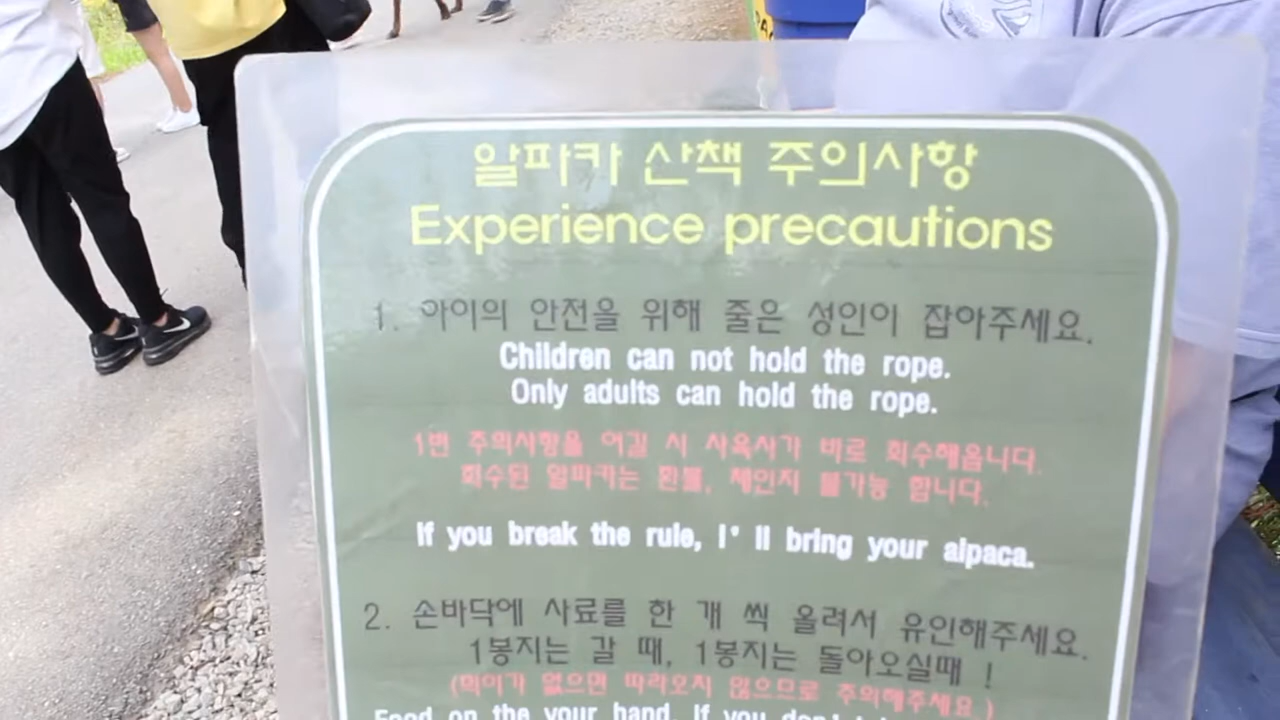 알파카 산책 주의사항
Experience precautions
1. 아이의 안전을 위해 줄은 성인이 잡아주세요.
Children can not hold the rope.
Only adults can hold the rope.
1번 주의사항을 어길 시 사육사가 바로 회수해옵니다.
회수된 알파카는 환불, 체인지 불가능 합니다.
If you break the rule, I' ll bring your alpaca.
2. 손바닥에 사료를 한 개 씩 올려서 유인해주세요.
1봉지는 갈 때, 1봉지는 돌아오실때 !
(먹이가 없으면 따라오지 않으므로 주의해주세요.)
Food on the your hand. If you don't